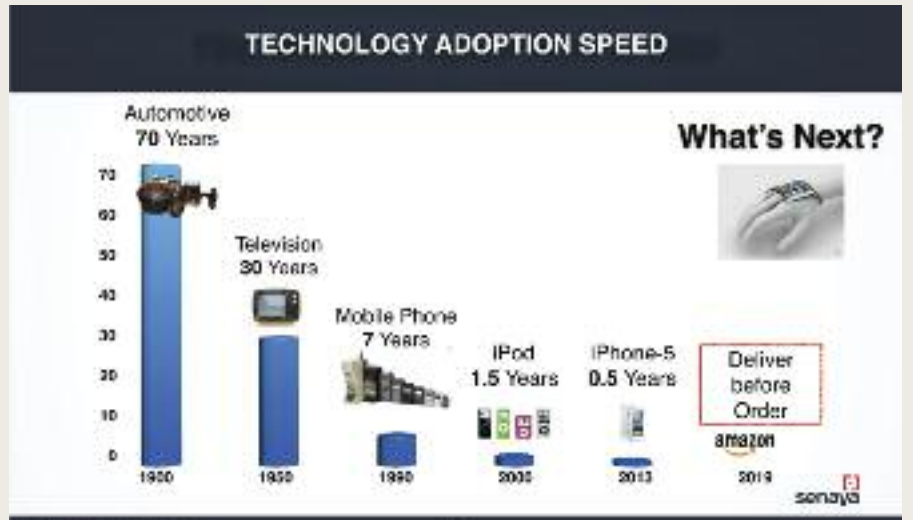 TECHNOLOGY ADOPTION SPEED
Automotive
70 Years
What's Next?
70
60
50
40
30
20
10
0
Television
30 Years
Mobile Phone
7 Years
iPod
1.5 Years
iPhone-5
0.5 Years
Deliver
before
Order
amazon
1900
1950
1990
2005
2013
2019
senaya